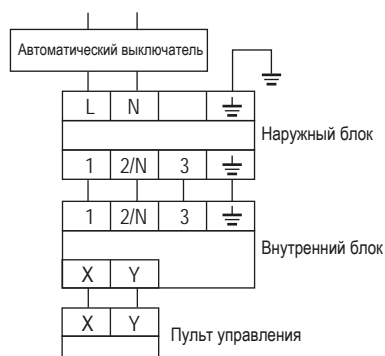 Автоматический выключатель
L N
Наружный блок
1 2/N 3
1 2/N 3
Внутренний блок
X Y
X Y
Пульт управления